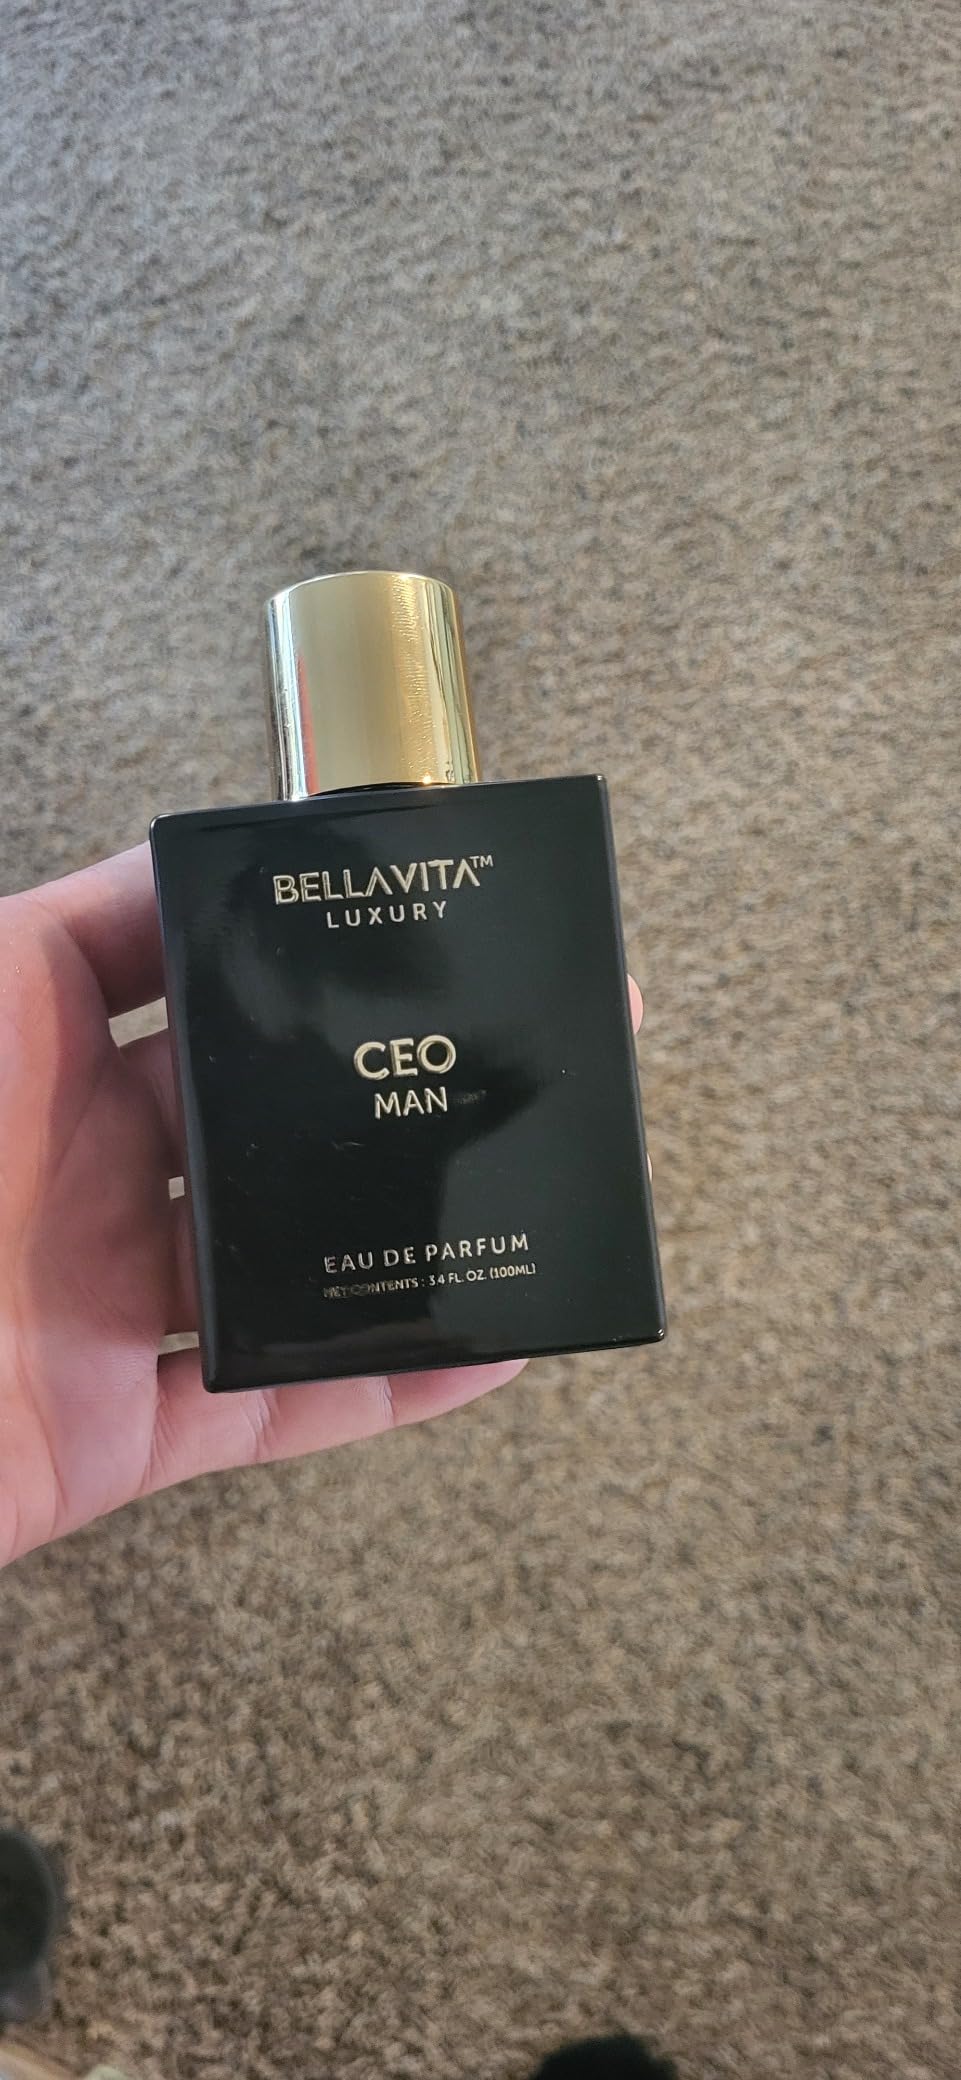 BELLAVITA™
LUXURY
CEO
MAN
EAU DE PARFUM
NET CONTENTS : 3.4 FL. OZ. (100ML)